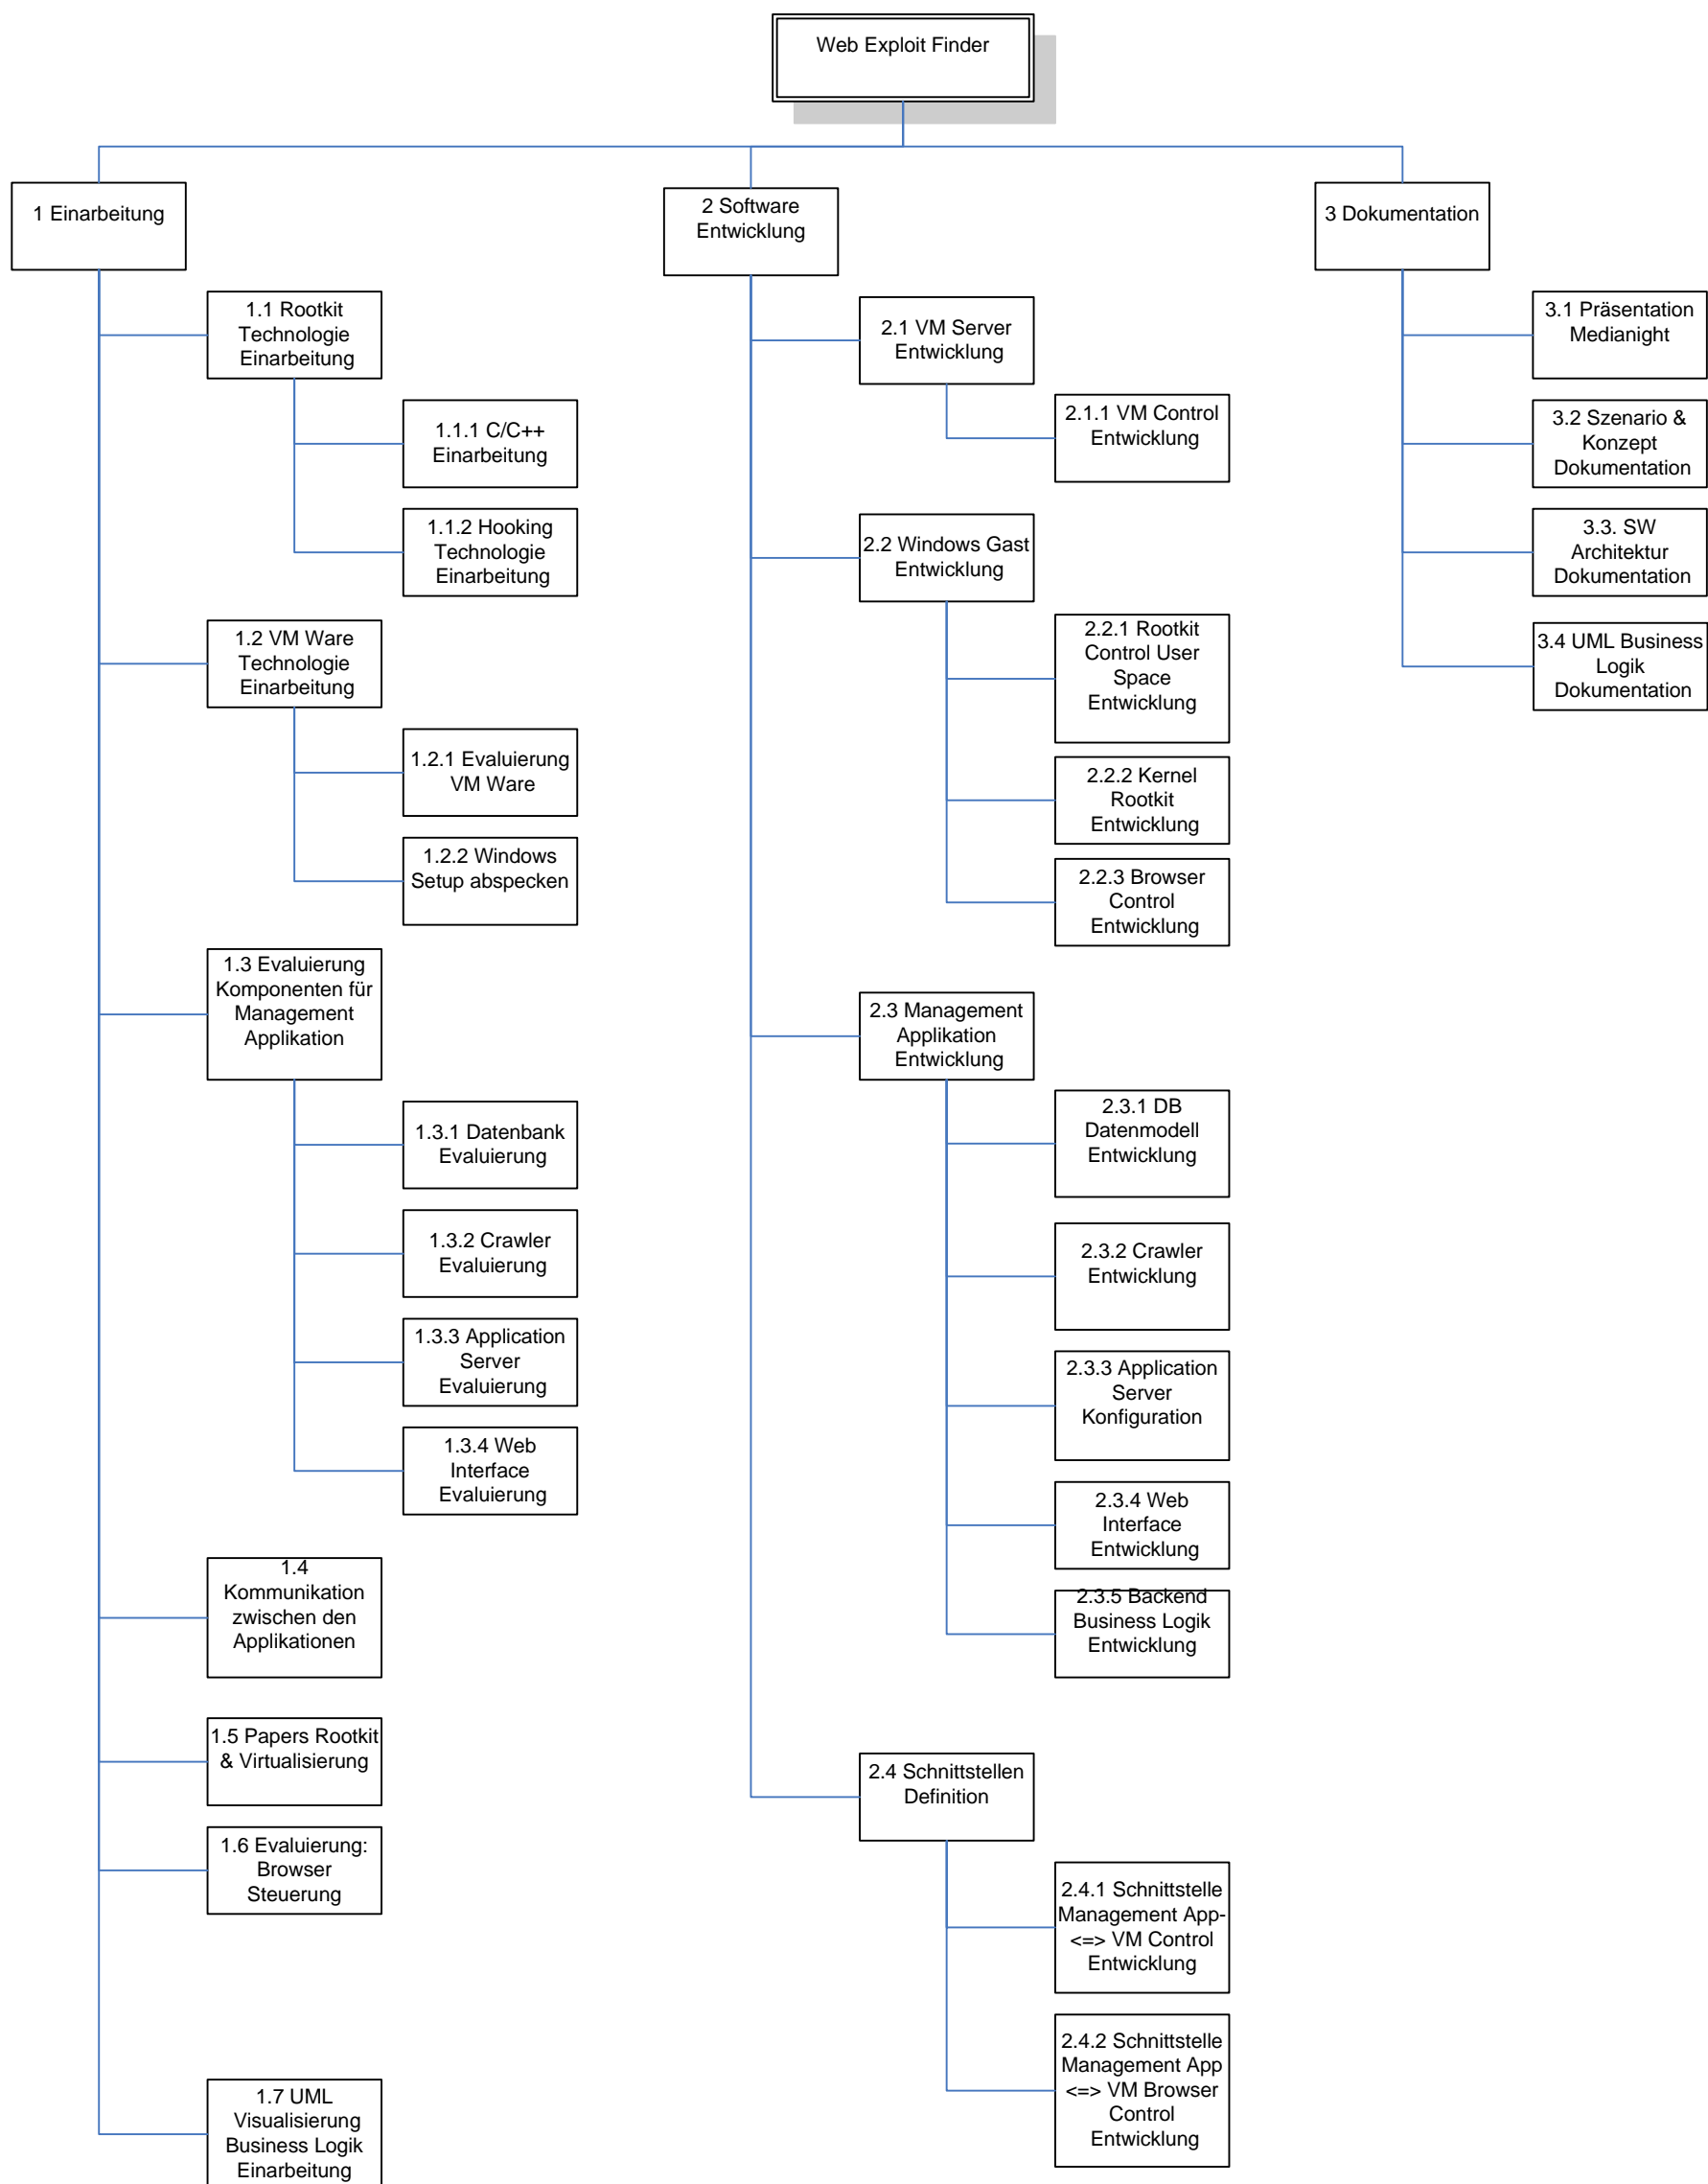 Web Exploit Finder
1 Einarbeitung
1.1 Rootkit
Technologie
Einarbeitung
1.1.1 C/C++
Einarbeitung
1.1.2 Hooking
Technologie
Einarbeitung
1.2 VM Ware
Technologie
Einarbeitung
1.2.1 Evaluierung
VM Ware
1.2.2 Windows
Setup abspecken
1.3 Evaluierung
Komponenten für
Management
Applikation
1.3.1 Datenbank
Evaluierung
1.3.2 Crawler
Evaluierung
1.3.3 Application
Server
Evaluierung
1.3.4 Web
Interface
Evaluierung
1.4
Kommunikation
zwischen den
Applikationen
1.5 Papers Rootkit
& Virtualisierung
1.6 Evaluierung:
Browser
Steuerung
1.7 UML
Visualisierung
Business Logik
Einarbeitung
2 Software
Entwicklung
2.1 VM Server
Entwicklung
2.1.1 VM Control
Entwicklung
2.2 Windows Gast
Entwicklung
2.2.1 Rootkit
Control User
Space
Entwicklung
2.2.2 Kernel
Rootkit
Entwicklung
2.2.3 Browser
Control
Entwicklung
2.3 Management
Applikation
Entwicklung
2.3.1 DB
Datenmodell
Entwicklung
2.3.2 Crawler
Entwicklung
2.3.3 Application
Server
Konfiguration
2.3.4 Web
Interface
Entwicklung
2.3.5 Backend
Business Logik
Entwicklung
2.4 Schnittstellen
Definition
2.4.1 Schnittstelle
Management App-
<=> VM Control
Entwicklung
2.4.2 Schnittstelle
Management App
<=> VM Browser
Control
Entwicklung
3 Dokumentation
3.1 Präsentation
Medianight
3.2 Szenario &
Konzept
Dokumentation
3.3. SW
Architektur
Dokumentation
3.4 UML Business
Logik
Dokumentation